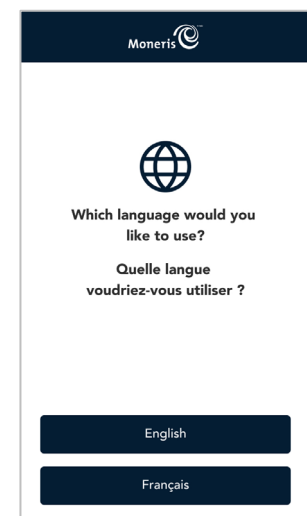 Moneris
Which language would you
like to use?
Quelle langue
voudriez-vous utiliser ?
English
Français